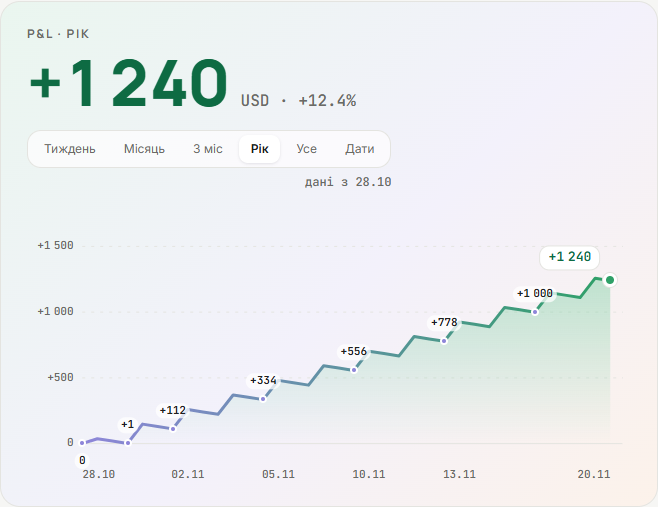 P&L · РІК
+1 240 USD · +12.4%
Тиждень Місяць 3 міс Рік Усе Дати
дані з 28.10
+1 500
+1 240
+1 000
+1 000
+778
+556
+500
+334
+112
+1
0
0
28.10 02.11 05.11 10.11 13.11 20.11